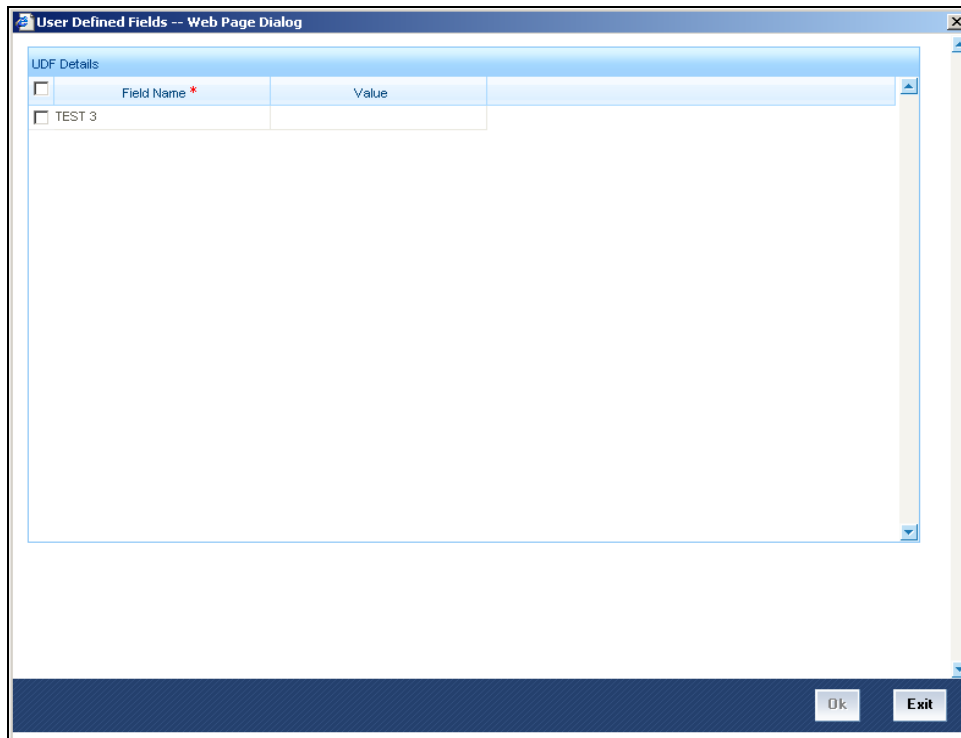 User Defined Fields -- Web Page Dialog
UDF Details
Field Name * Value
TEST 3
Ok Exit